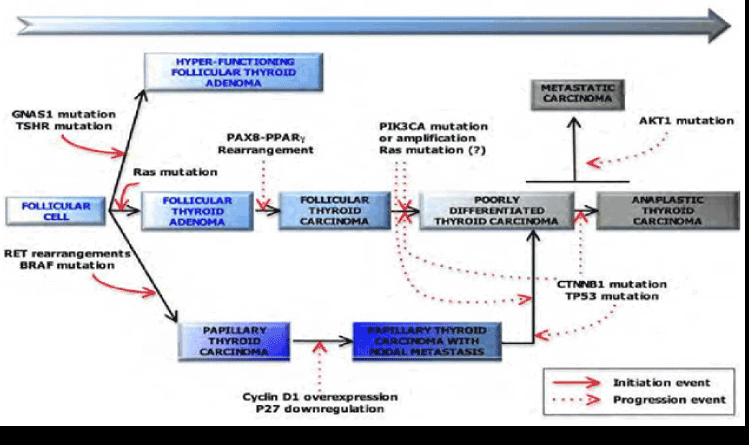 HYPER-FUNCTIONING
FOLLICULAR THYROID
ADENOMA
METASTATIC
CARCINOMA
GNAS1 mutation
TSHR mutation
PAX8-PPARγ
Rearrangement
PIK3CA mutation
or amplification
Ras mutation (?)
AKT1 mutation
Ras mutation
FOLLICULAR
CELL
FOLLICULAR
THYROID
ADENOMA
FOLLICULAR
THYROID
CARCINOMA
POORLY
DIFFERENTIATED
THYROID CARCINOMA
ANAPLASTIC
THYROID
CARCINOMA
RET rearrangements
BRAF mutation
CTNNB1 mutation
TP53 mutation
PAPILLARY
THYROID
CARCINOMA
PAPILLARY THYROID
CARCINOMA WITH
NODAL METASTASIS
Cyclin D1 overexpression
P27 downregulation
Initiation event
Progression event